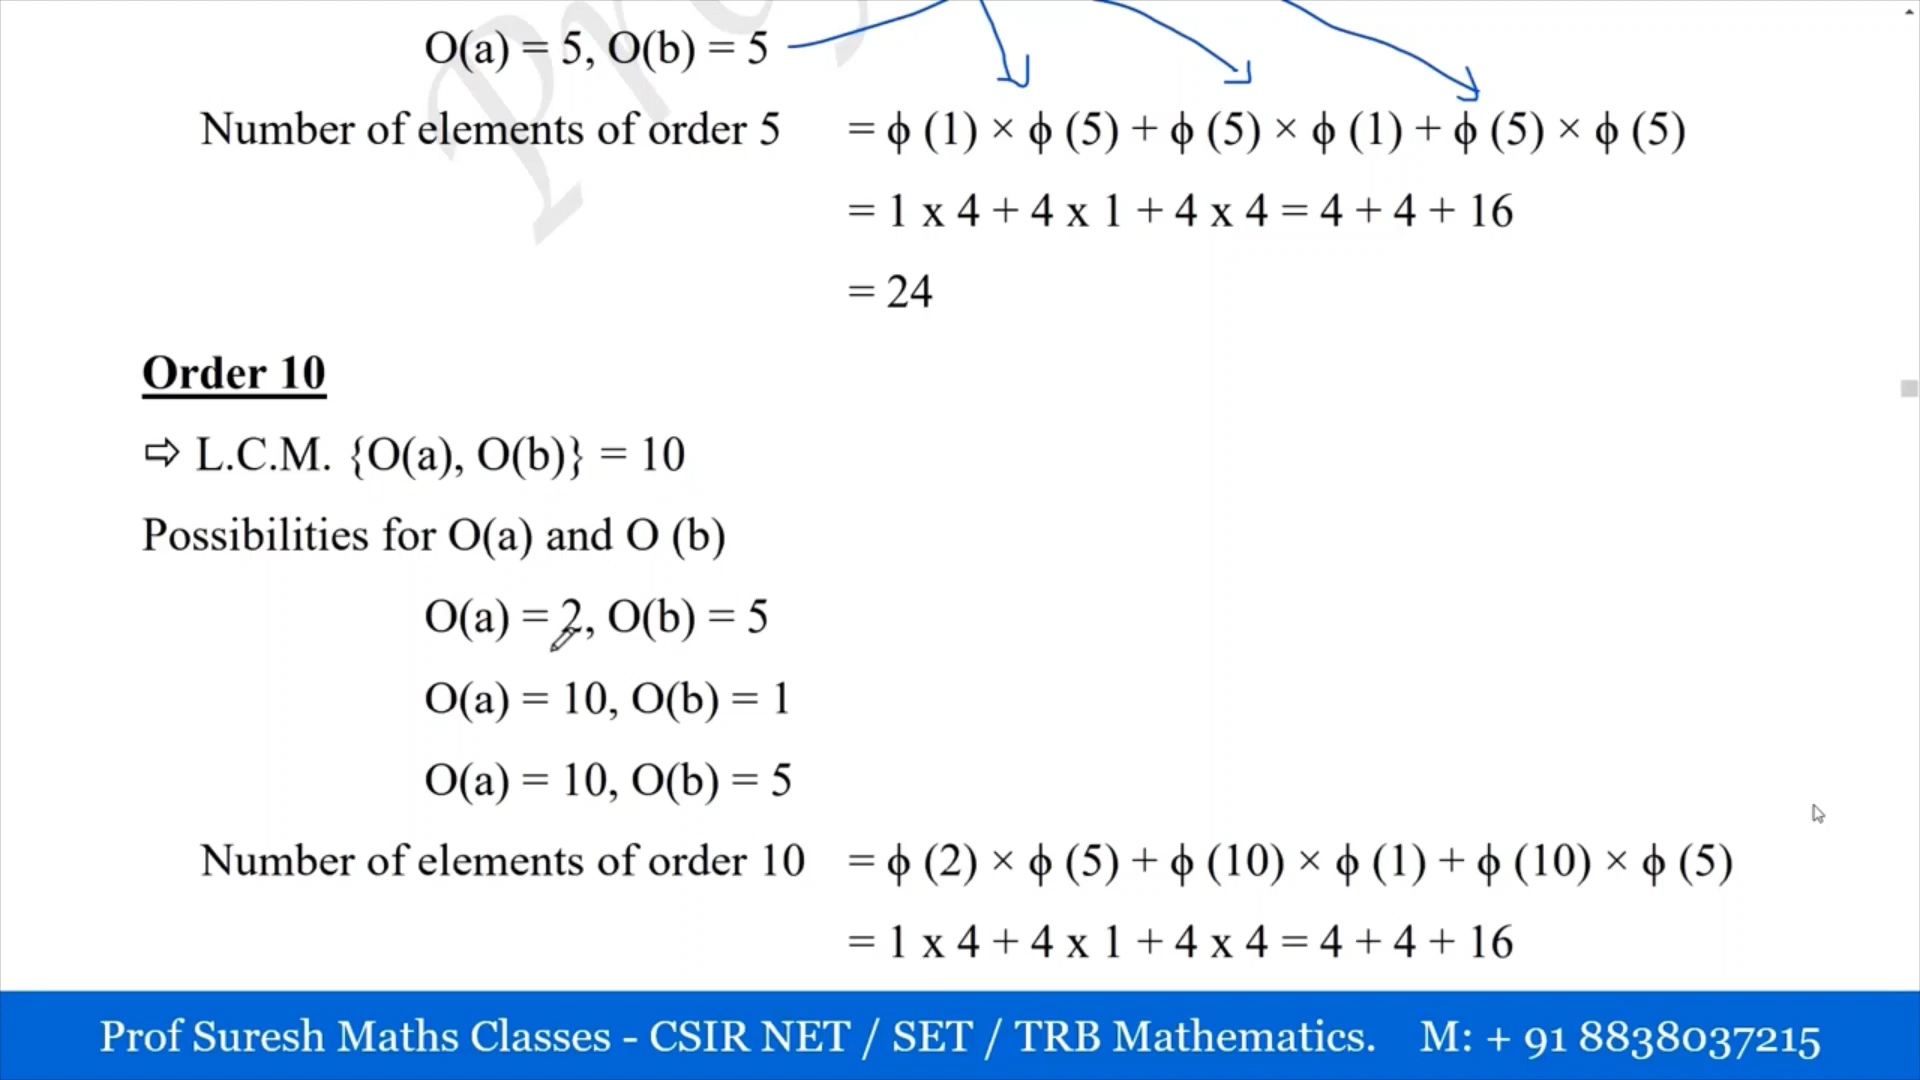 O(a) = 5, O(b) = 5
Number of elements of order 5 = ϕ (1) × ϕ (5) + ϕ (5) × ϕ (1) + ϕ (5) × ϕ (5)
= 1 x 4 + 4 x 1 + 4 x 4 = 4 + 4 + 16
= 24
Order 10
⇨ L.C.M. {O(a), O(b)} = 10
Possibilities for O(a) and O (b)
O(a) = 2, O(b) = 5
O(a) = 10, O(b) = 1
O(a) = 10, O(b) = 5
Number of elements of order 10 = ϕ (2) × ϕ (5) + ϕ (10) × ϕ (1) + ϕ (10) × ϕ (5)
= 1 x 4 + 4 x 1 + 4 x 4 = 4 + 4 + 16
Prof Suresh Maths Classes - CSIR NET / SET / TRB Mathematics. M: + 91 8838037215